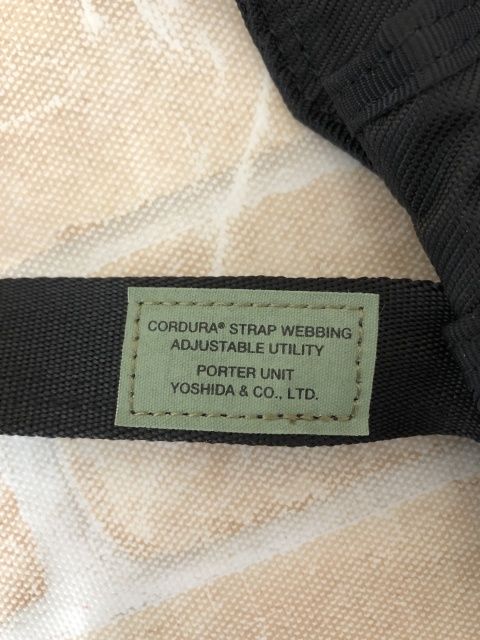 CORDURA® STRAP WEBBING
ADJUSTABLE UTILITY
PORTER UNIT
YOSHIDA & CO., LTD.